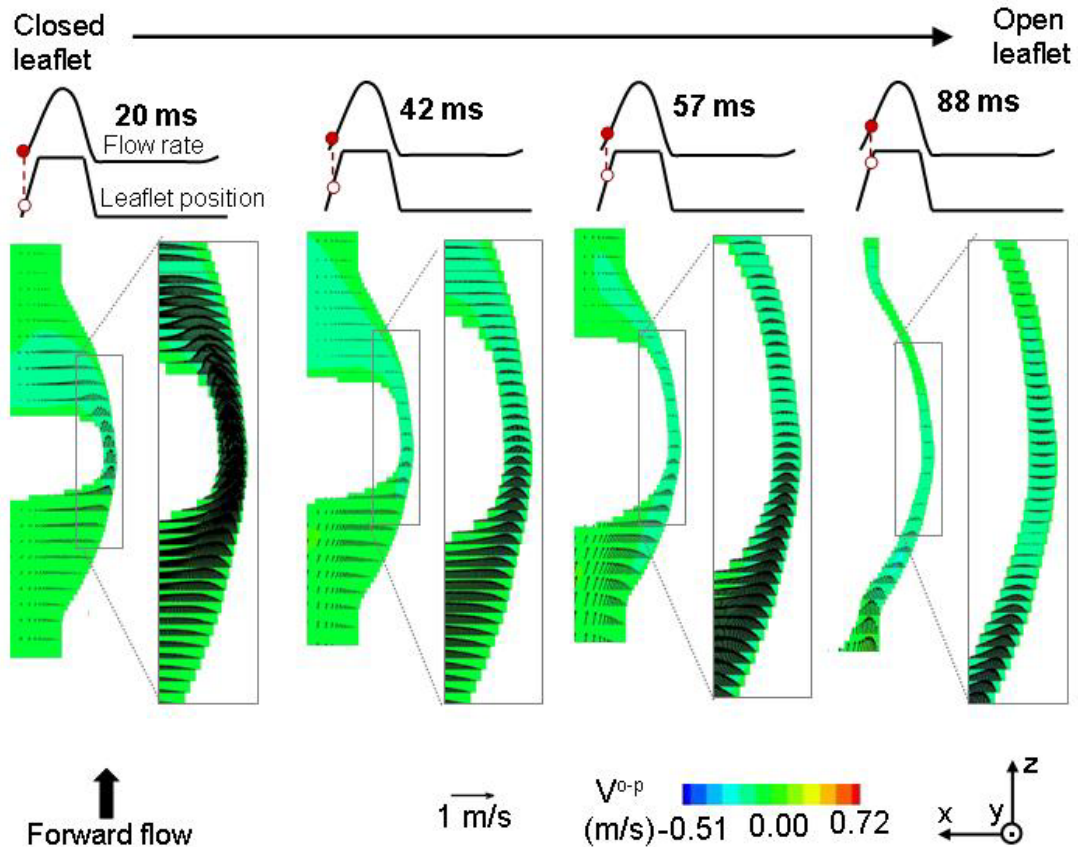 Closed
leaflet
Open
leaflet
20 ms
42 ms
57 ms
88 ms
Flow rate
Leaflet position
Forward flow
1 m/s
V^o-p
(m/s)
-0.51 0.00 0.72
z
x
y